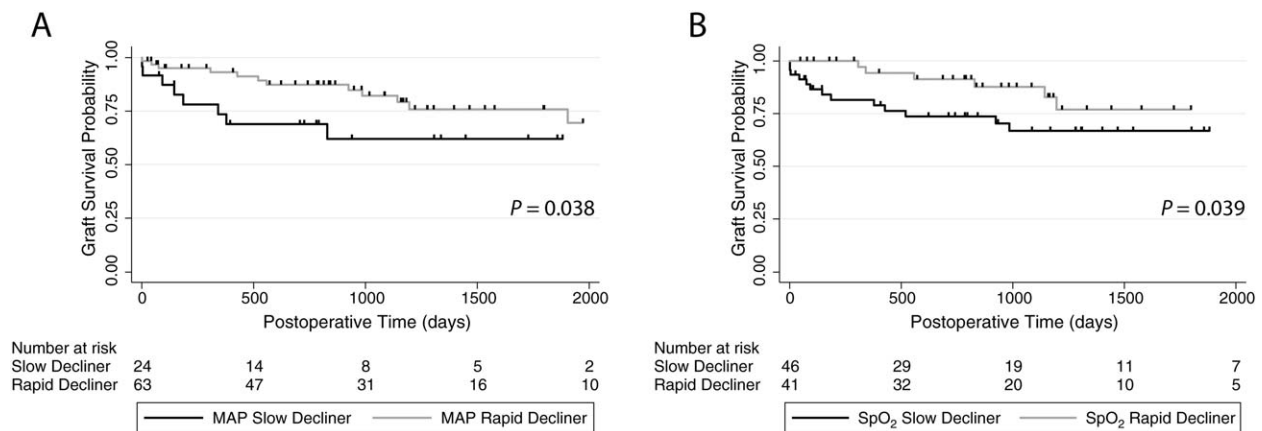 A
Graft Survival Probability
1.00
0.75
0.50
0.25
0.00
P = 0.038
0 500 1000 1500 2000
Postoperative Time (days)
Number at risk
Slow Decliner 24 14 8 5 2
Rapid Decliner 63 47 31 16 10
MAP Slow Decliner MAP Rapid Decliner
B
Graft Survival Probability
1.00
0.75
0.50
0.25
0.00
P = 0.039
0 500 1000 1500 2000
Postoperative Time (days)
Number at risk
Slow Decliner 46 29 19 11 7
Rapid Decliner 41 32 20 10 5
SpO₂ Slow Decliner SpO₂ Rapid Decliner